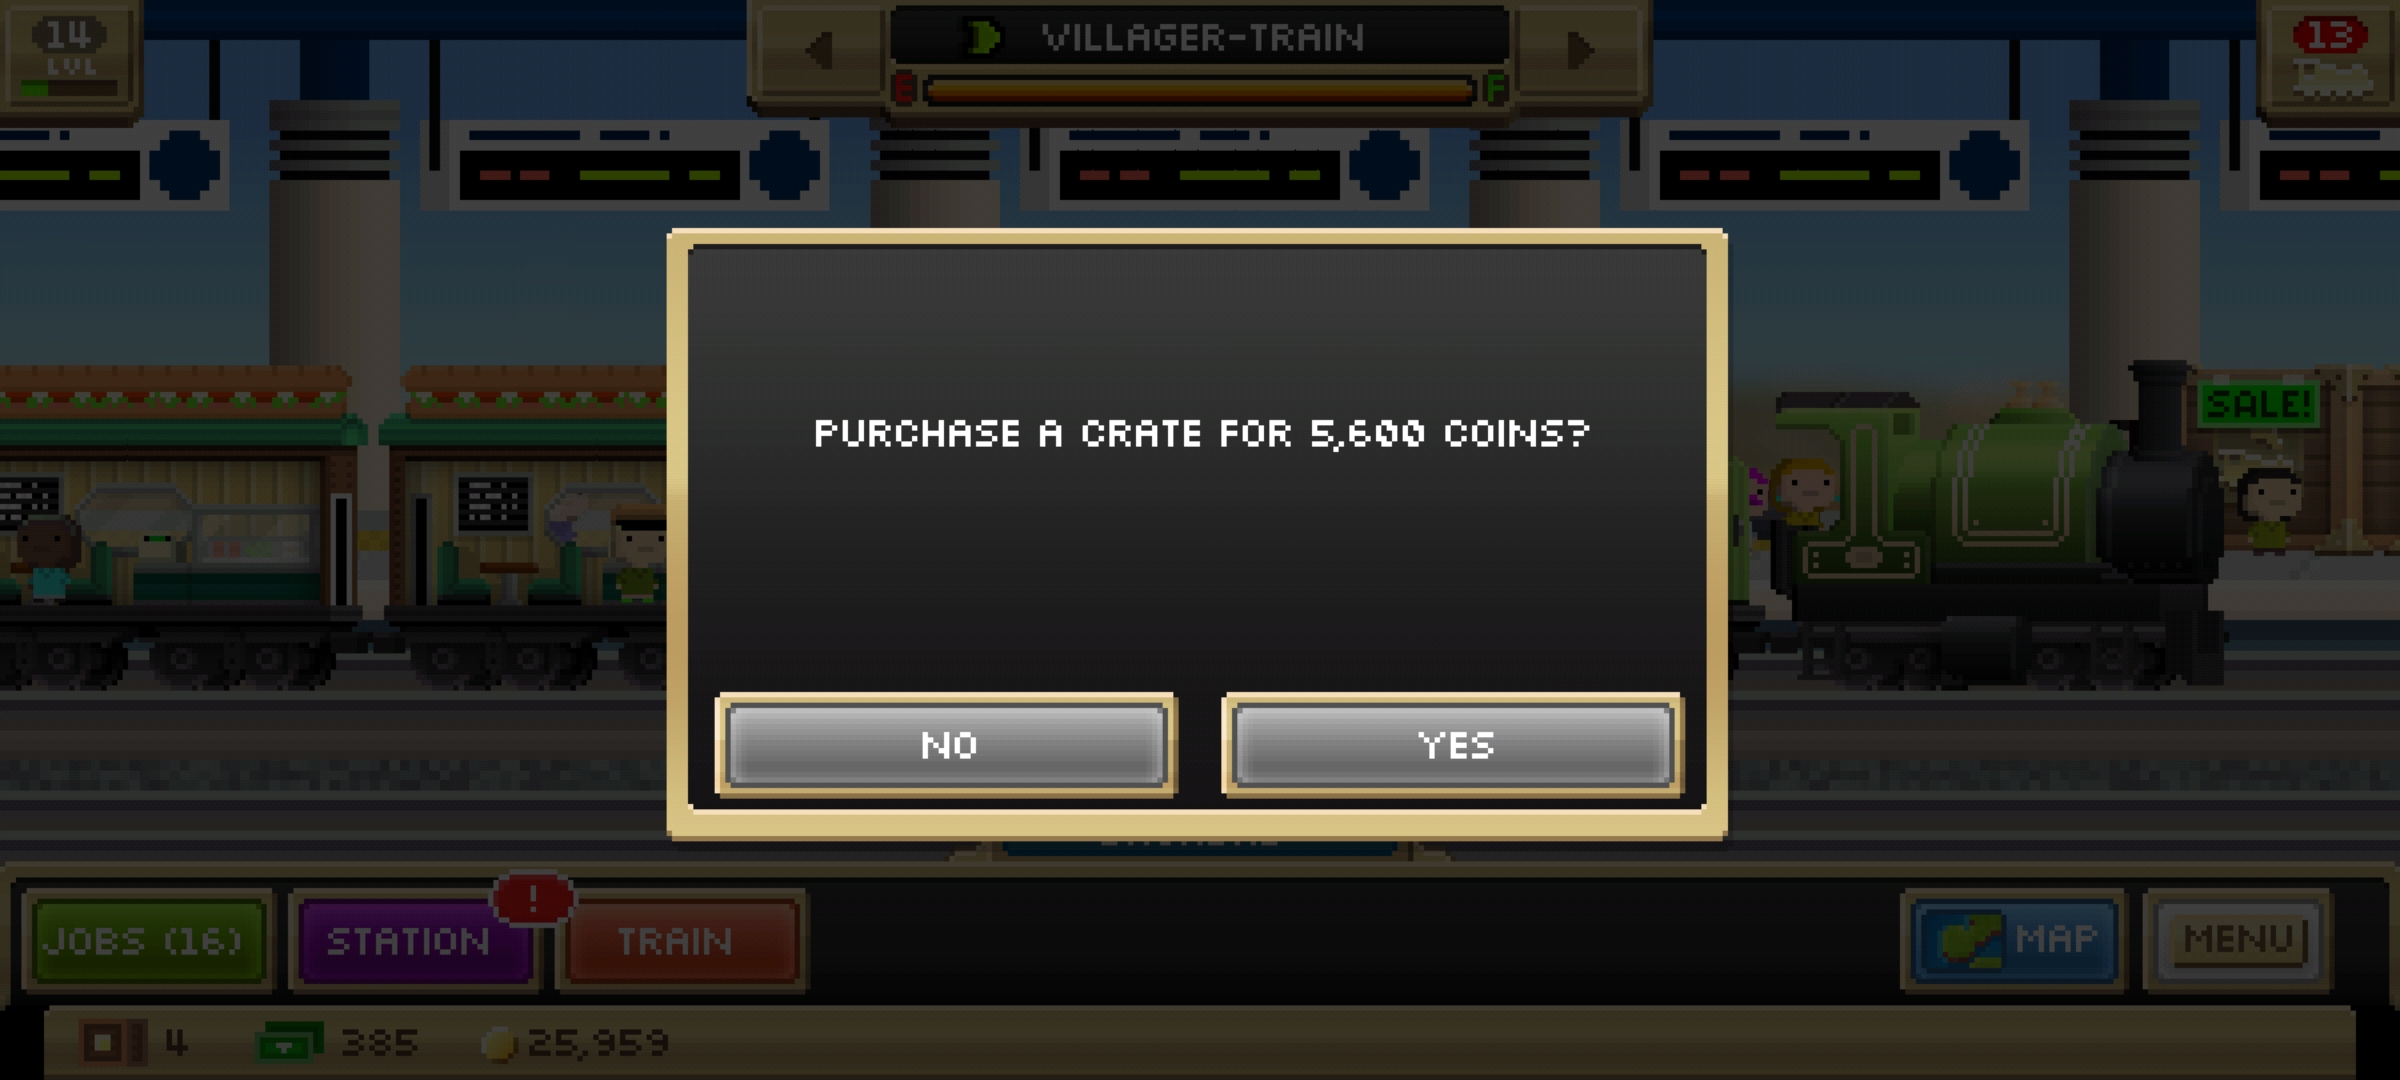 14
LVL
VILLAGER-TRAIN
E
F
13
SALE!
PURCHASE A CRATE FOR 5,600 COINS?
NO
YES
JOBS (16)
STATION
!
TRAIN
MAP
MENU
4
385
25,959